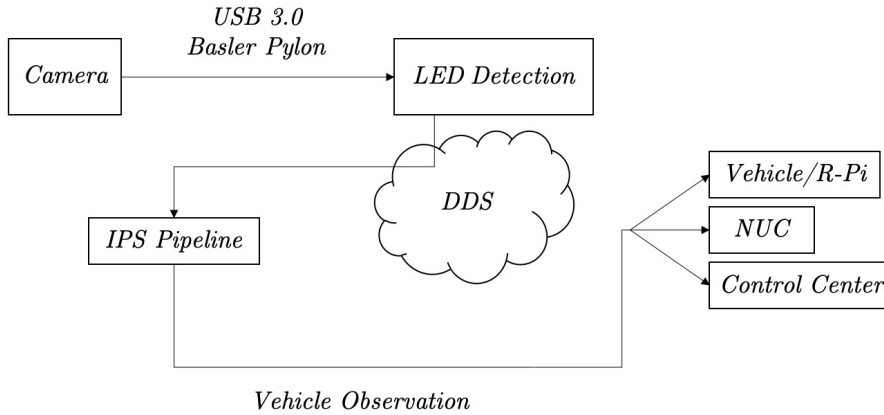 USB 3.0
Basler Pylon
Camera
LED Detection
DDS
Vehicle/R-Pi
IPS Pipeline
NUC
Control Center
Vehicle Observation